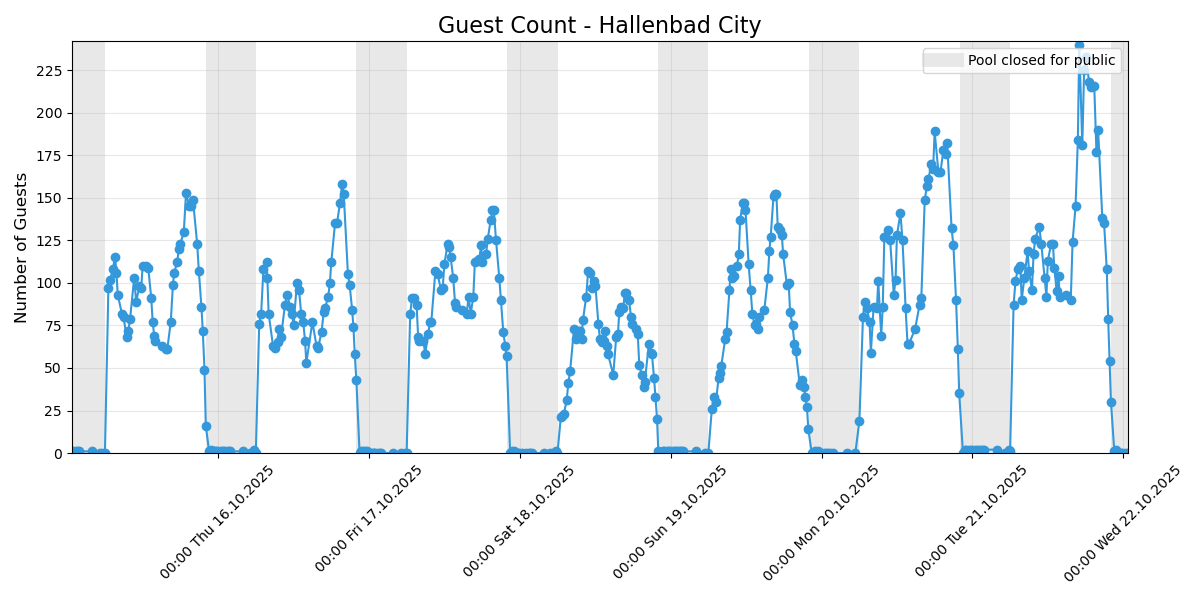 Guest Count - Hallenbad City
Pool closed for public
Number of Guests
225
200
175
150
125
100
75
50
25
0
00:00 Thu 16.10.2025
00:00 Fri 17.10.2025
00:00 Sat 18.10.2025
00:00 Sun 19.10.2025
00:00 Mon 20.10.2025
00:00 Tue 21.10.2025
00:00 Wed 22.10.2025